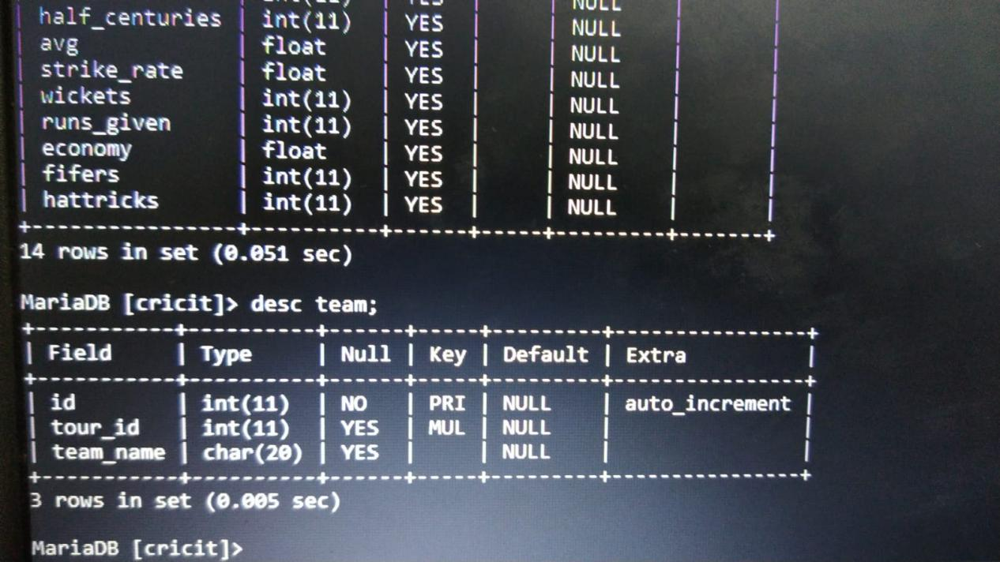 | half_centuries | int(11) | YES | | NULL | |
| avg | float | YES | | NULL | |
| strike_rate | float | YES | | NULL | |
| wickets | int(11) | YES | | NULL | |
| runs_given | int(11) | YES | | NULL | |
| economy | float | YES | | NULL | |
| fifers | int(11) | YES | | NULL | |
| hattricks | int(11) | YES | | NULL | |
+----------------+---------+------+-----+---------+-------+
14 rows in set (0.051 sec)
MariaDB [cricit]> desc team;
+-----------+----------+------+-----+---------+----------------+
| Field | Type | Null | Key | Default | Extra |
+-----------+----------+------+-----+---------+----------------+
| id | int(11) | NO | PRI | NULL | auto_increment |
| tour_id | int(11) | YES | MUL | NULL | |
| team_name | char(20) | YES | | NULL | |
+-----------+----------+------+-----+---------+----------------+
3 rows in set (0.005 sec)
MariaDB [cricit]>